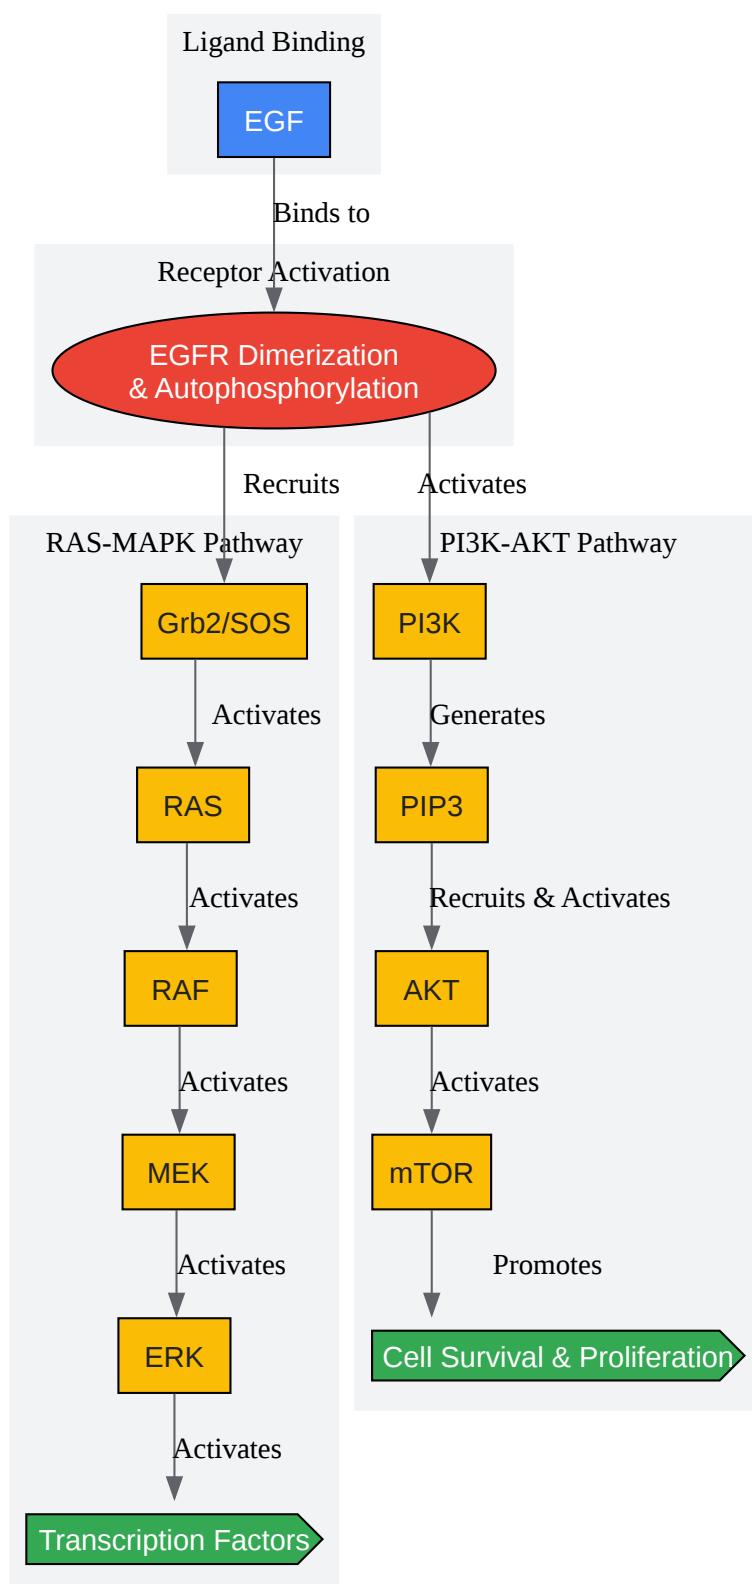 Ligand Binding
EGF
Binds to
Receptor Activation
EGFR Dimerization
& Autophosphorylation
Recruits
Activates
RAS-MAPK Pathway
PI3K-AKT Pathway
Grb2/SOS
PI3K
Activates
Generates
RAS
PIP3
Activates
Recruits & Activates
RAF
AKT
Activates
Activates
MEK
mTOR
Activates
Promotes
ERK
Cell Survival & Proliferation
Activates
Transcription Factors